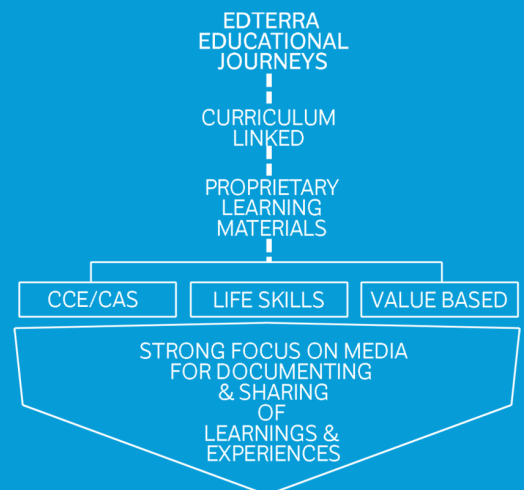 EDTERRA
EDUCATIONAL
JOURNEYS
CURRICULUM
LINKED
PROPRIETARY
LEARNING
MATERIALS
CCE/CAS
LIFE SKILLS
VALUE BASED
STRONG FOCUS ON MEDIA
FOR DOCUMENTING
& SHARING
OF
LEARNINGS &
EXPERIENCES